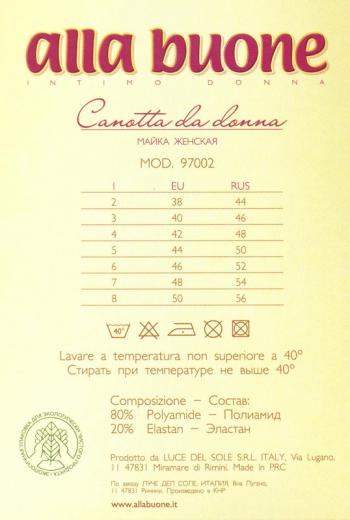 alla buone
INTIMO DONNA
Canotta da donna
МАЙКА ЖЕНСКАЯ
MOD. 97002
I EU RUS
2 38 44
3 40 46
4 42 48
5 44 50
6 46 52
7 48 54
8 50 56
40°
Lavare a temperatura non superiore a 40°
Стирать при температуре не выше 40°
Composizione – Состав:
80% Polyamide – Полиамид
20% Elastan – Эластан
Prodotto da LUCE DEL SOLE S.R.L. ITALY, Via Lugano,
11 47831 Miramare di Rimini. Made in PRC
По заказу ЛУЧЕ ДЕЛ СОЛЕ, ИТАЛИЯ, Виа Лугано,
11 47831 Римини, Произведено в КНР
www.allabuone.it